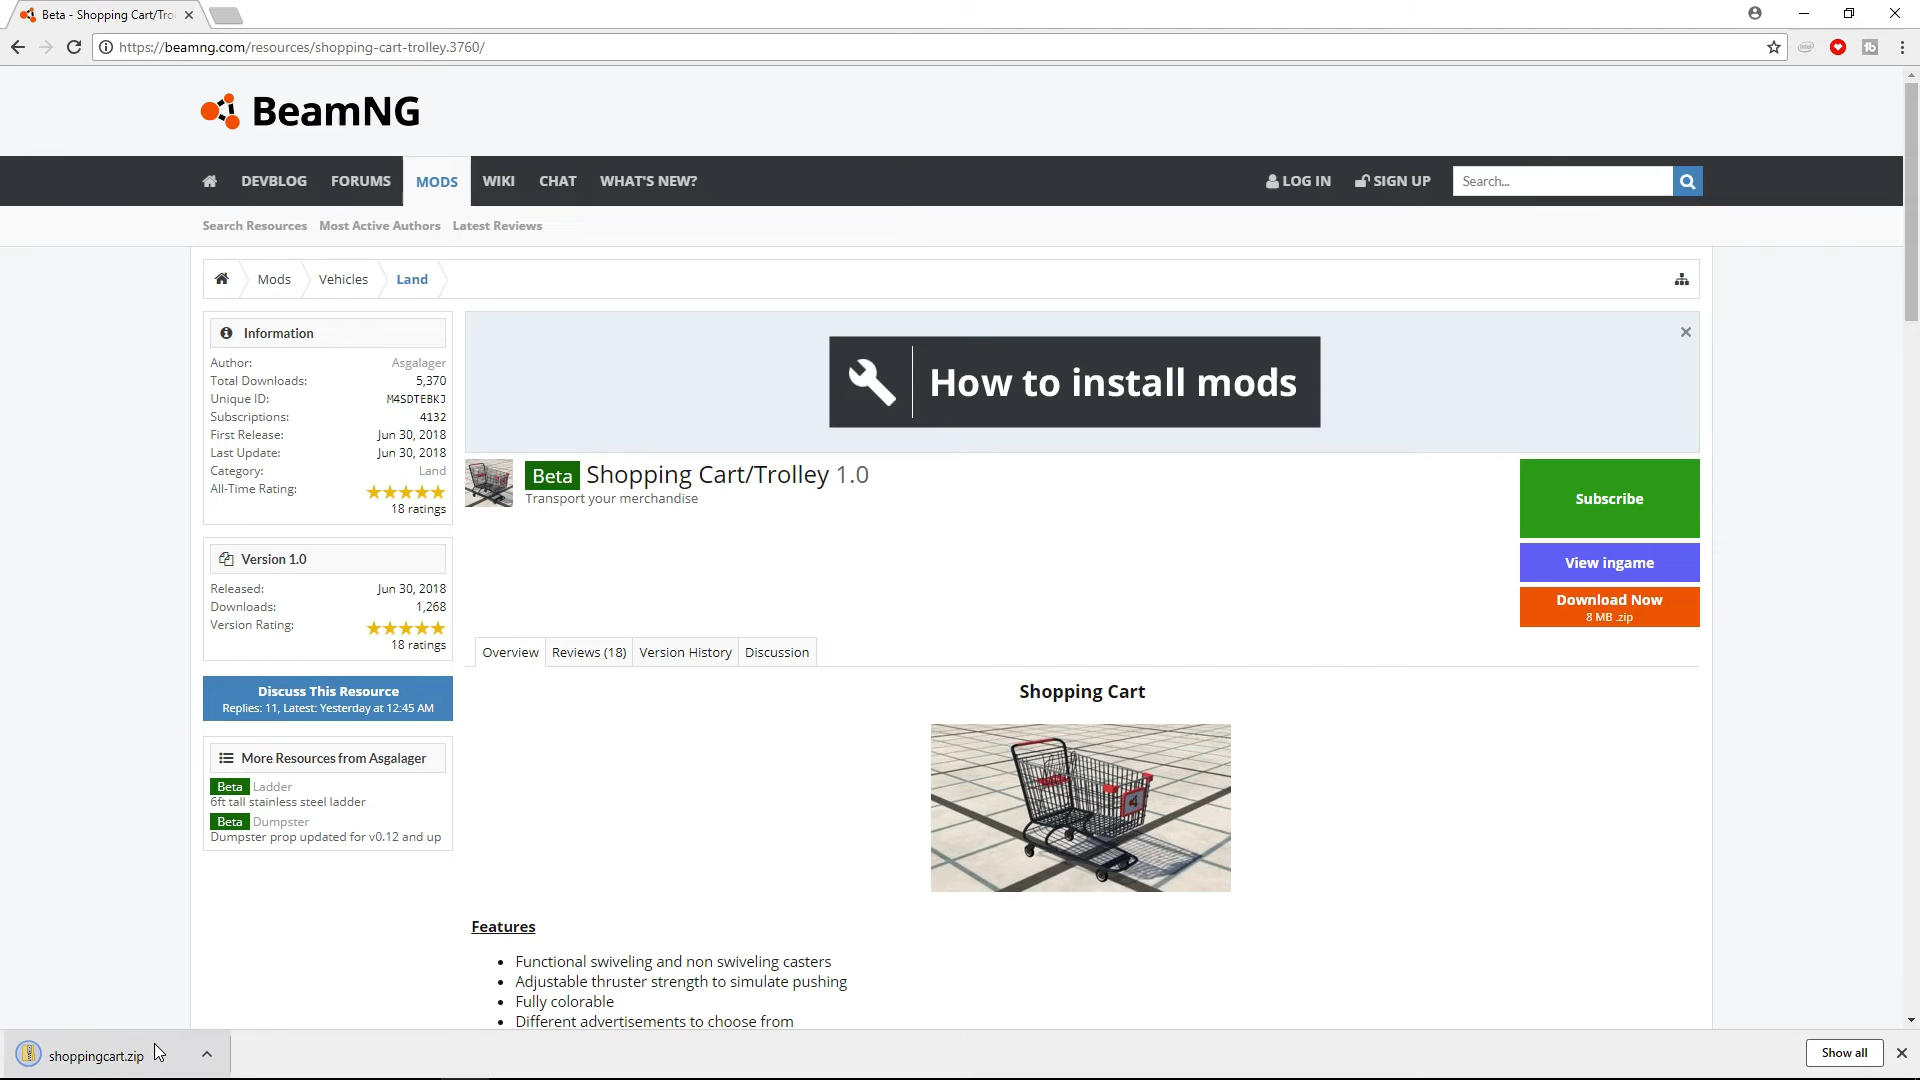 Beta - Shopping Cart/Tro
https://beamng.com/resources/shopping-cart-trolley.3760/
BeamNG
DEVBLOG FORUMS MODS WIKI CHAT WHAT'S NEW? LOG IN SIGN UP Search...
Search Resources Most Active Authors Latest Reviews
Mods Vehicles Land
Information
Author: Asgalager
Total Downloads: 5,370
Unique ID: M4SDTEBKJ
Subscriptions: 4132
First Release: Jun 30, 2018
Last Update: Jun 30, 2018
Category: Land
All-Time Rating:
18 ratings
Version 1.0
Released: Jun 30, 2018
Downloads: 1,268
Version Rating:
18 ratings
Discuss This Resource
Replies: 11, Latest: Yesterday at 12:45 AM
More Resources from Asgalager
Beta Ladder
6ft tall stainless steel ladder
Beta Dumpster
Dumpster prop updated for v0.12 and up
How to install mods
Beta Shopping Cart/Trolley 1.0
Transport your merchandise
Subscribe
View ingame
Download Now
8 MB .zip
Overview Reviews (18) Version History Discussion
Shopping Cart
4
Features
Functional swiveling and non swiveling casters
Adjustable thruster strength to simulate pushing
Fully colorable
Different advertisements to choose from
shoppingcart.zip
Show all